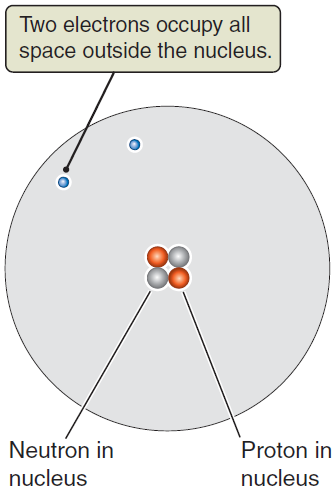 Two electrons occupy all
space outside the nucleus.
Neutron in
nucleus
Proton in
nucleus